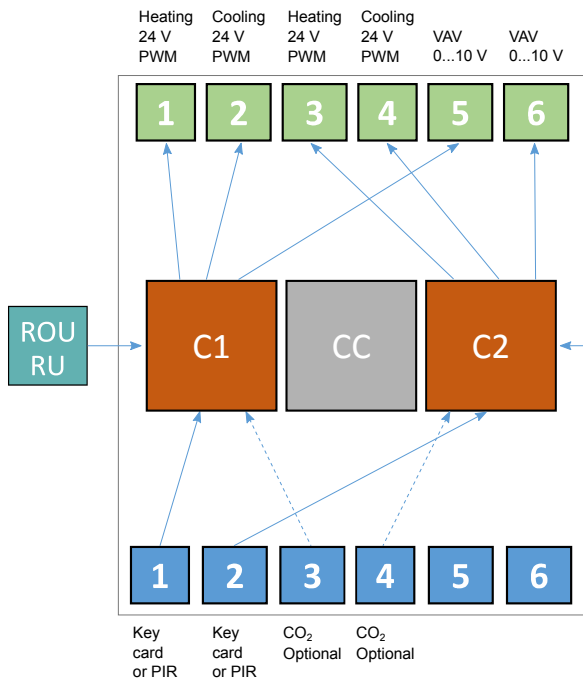 Heating
24 V
PWM
Cooling
24 V
PWM
Heating
24 V
PWM
Cooling
24 V
PWM
VAV
0...10 V
VAV
0...10 V
1
2
3
4
5
6
ROU
RU
C1
CC
C2
1
2
3
4
5
6
Key
card
or PIR
Key
card
or PIR
CO₂
Optional
CO₂
Optional